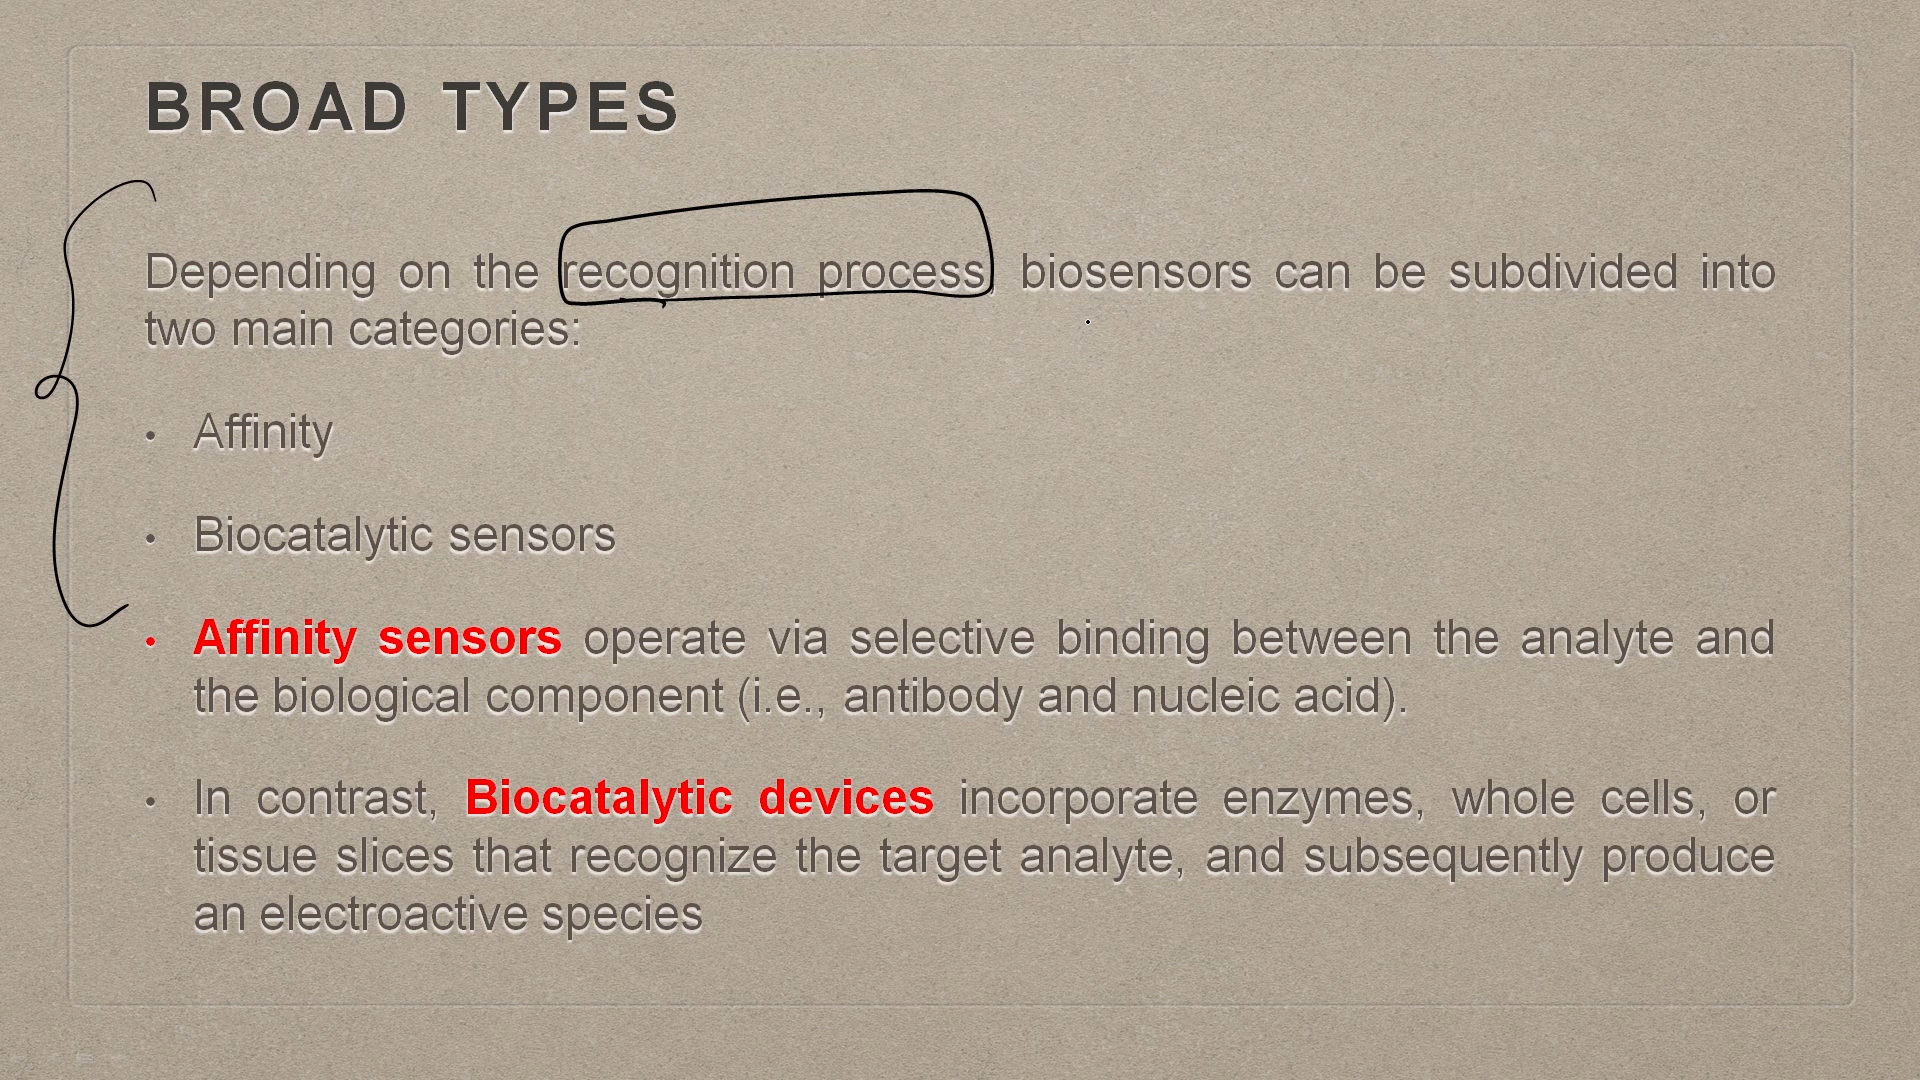 BROAD TYPES
Depending on the recognition process, biosensors can be subdivided into
two main categories:
• Affinity
• Biocatalytic sensors
• Affinity sensors operate via selective binding between the analyte and
the biological component (i.e., antibody and nucleic acid).
• In contrast, Biocatalytic devices incorporate enzymes, whole cells, or
tissue slices that recognize the target analyte, and subsequently produce
an electroactive species